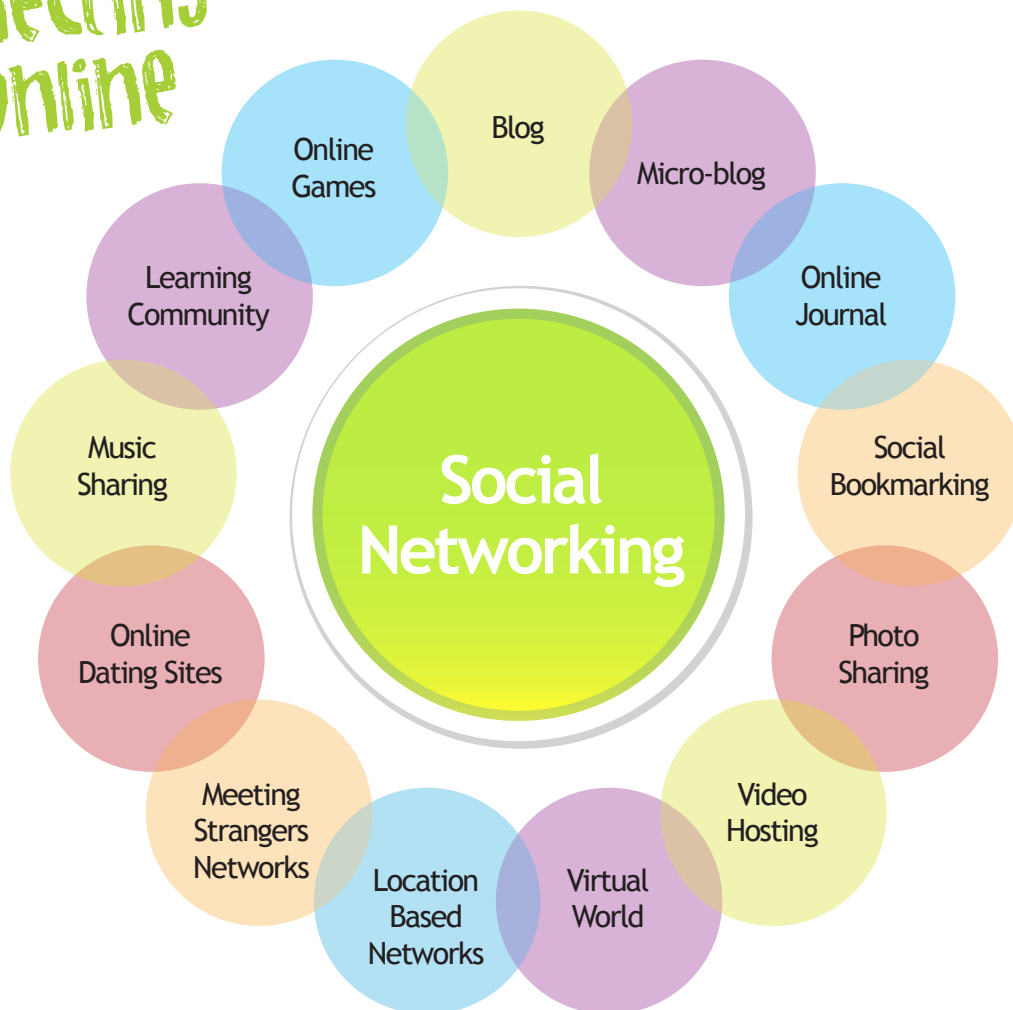 Online
Blog
Micro-blog
Online
Journal
Social
Bookmarking
Photo
Sharing
Video
Hosting
Virtual
World
Location
Based
Networks
Meeting
Strangers
Networks
Online
Dating Sites
Music
Sharing
Learning
Community
Online
Games
Social
Networking